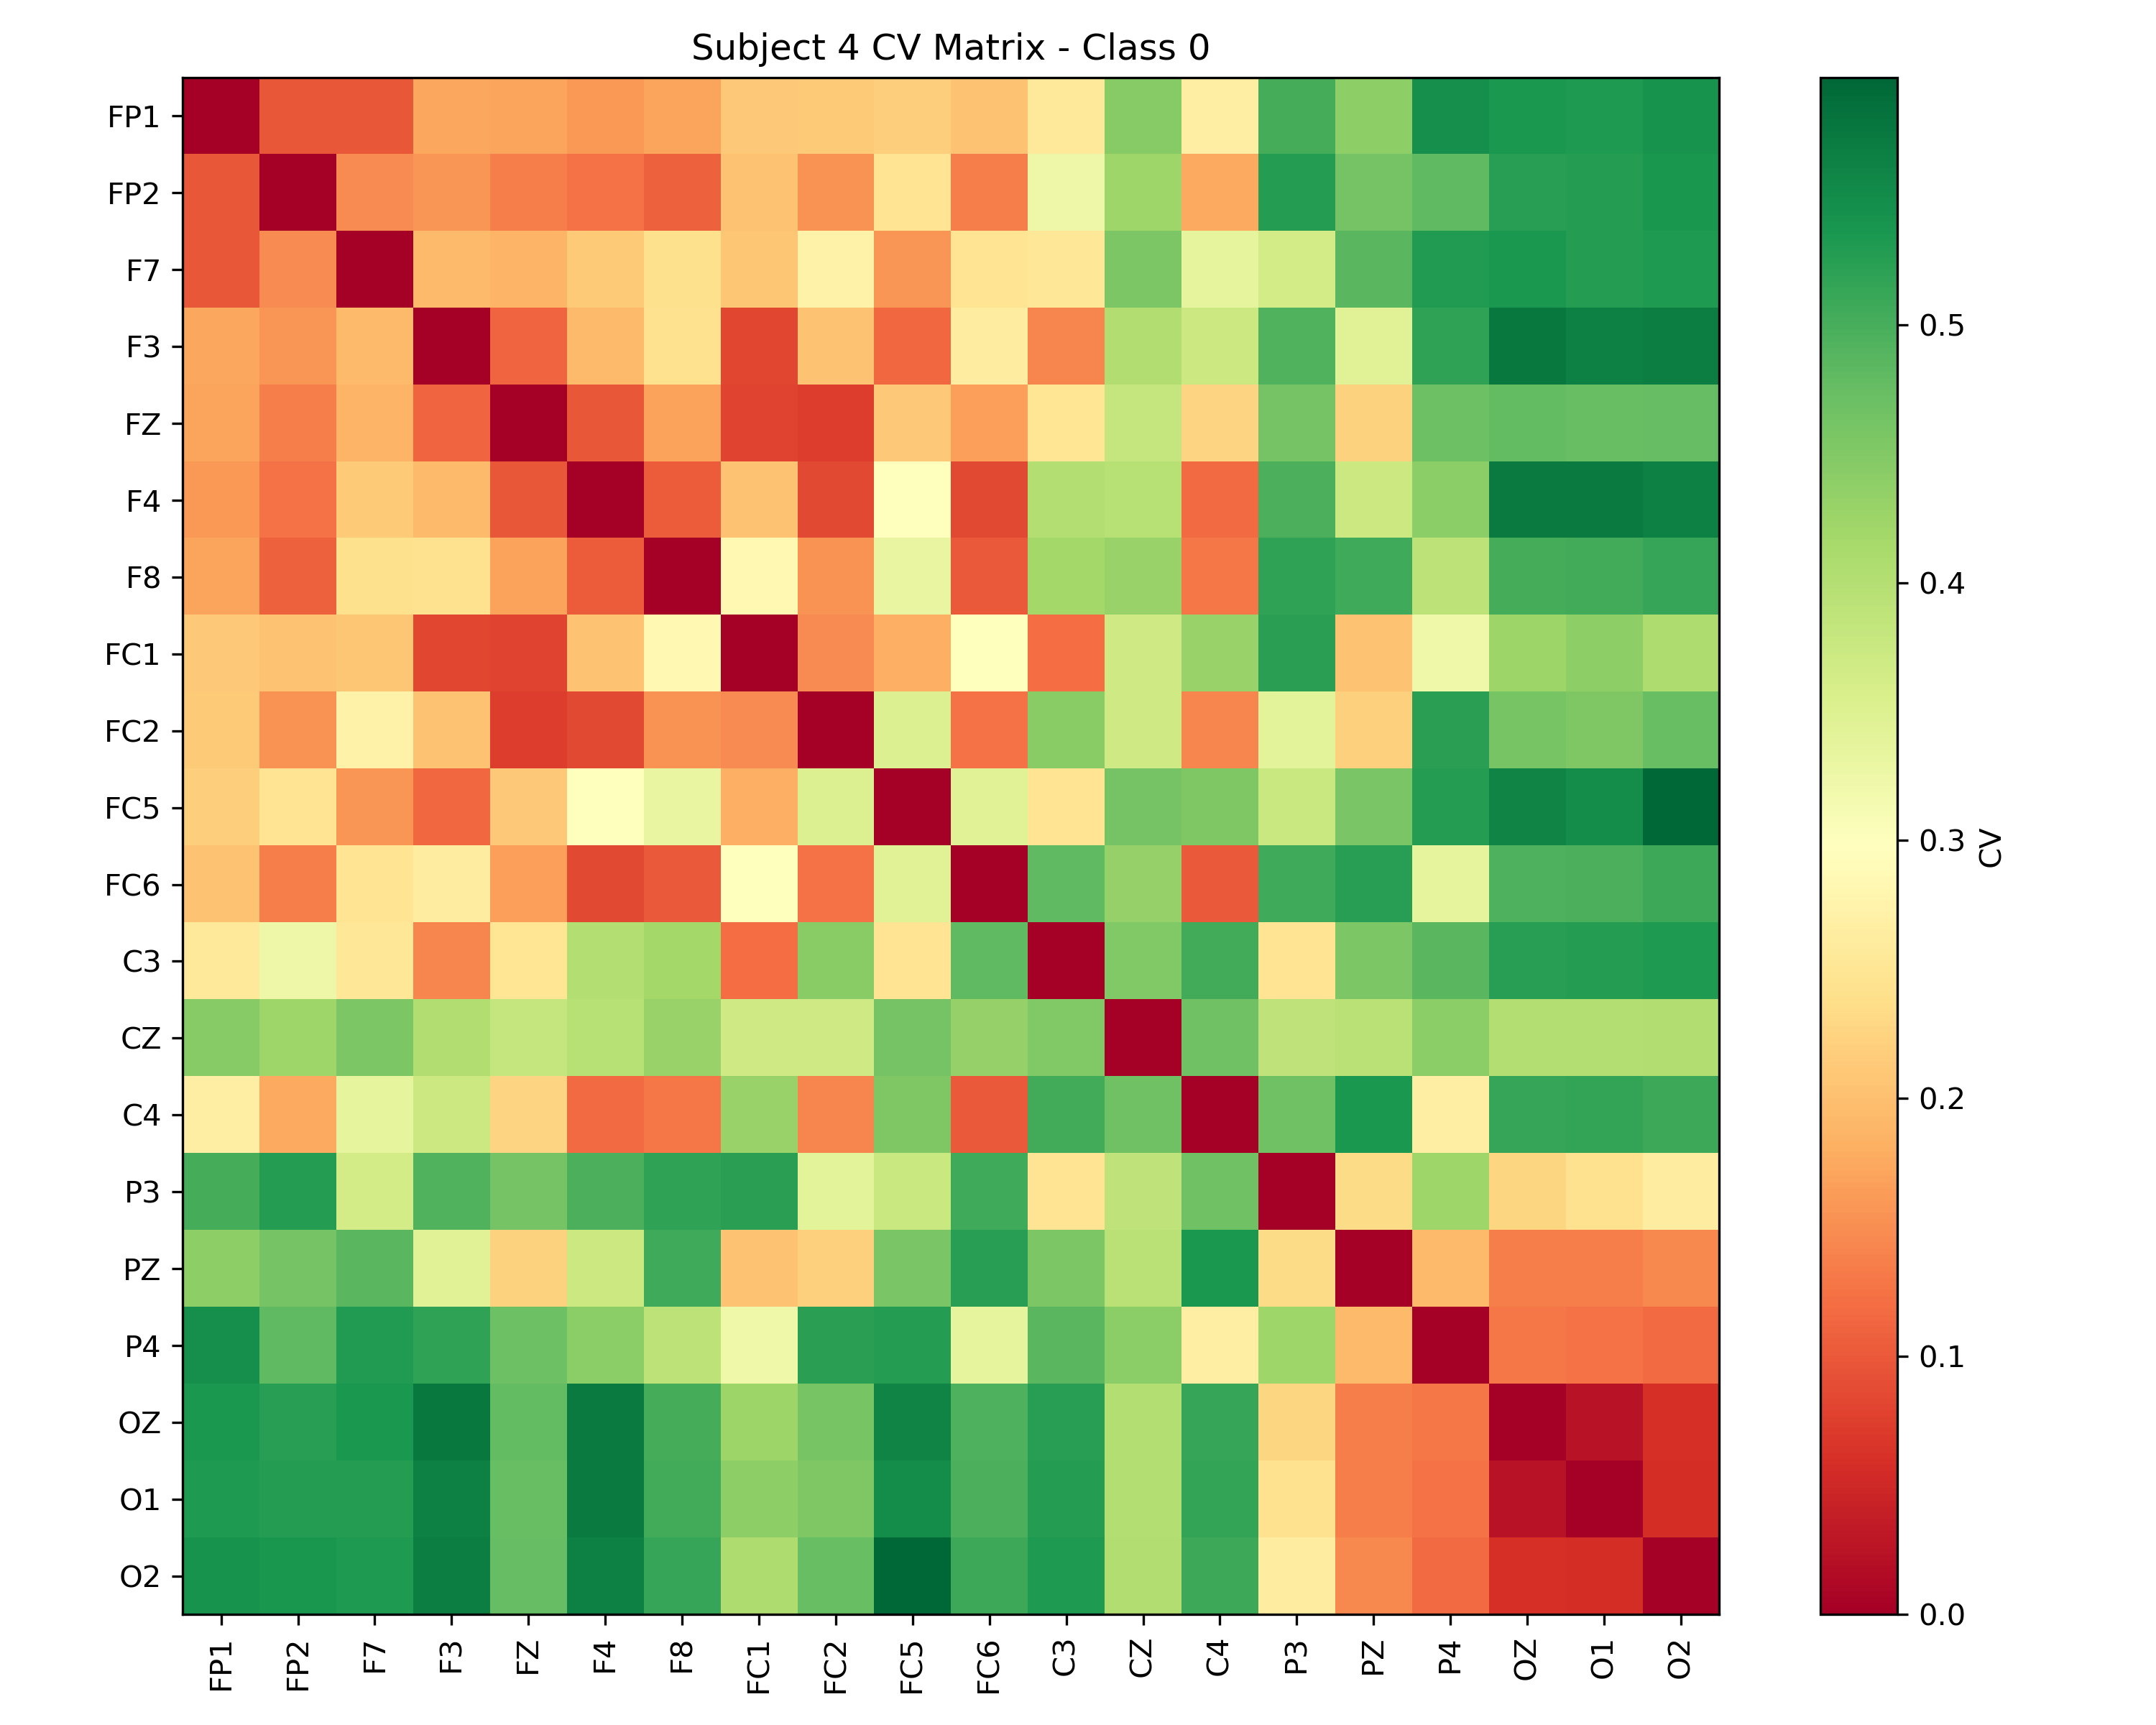 Subject 4 CV Matrix - Class 0
FP1
FP2
F7
F3
FZ
F4
F8
FC1
FC2
FC5
FC6
C3
CZ
C4
P3
PZ
P4
OZ
O1
O2
FP1
FP2
F7
F3
FZ
F4
F8
FC1
FC2
FC5
FC6
C3
CZ
C4
P3
PZ
P4
OZ
O1
O2
0.5
0.4
0.3
0.2
0.1
0.0
CV